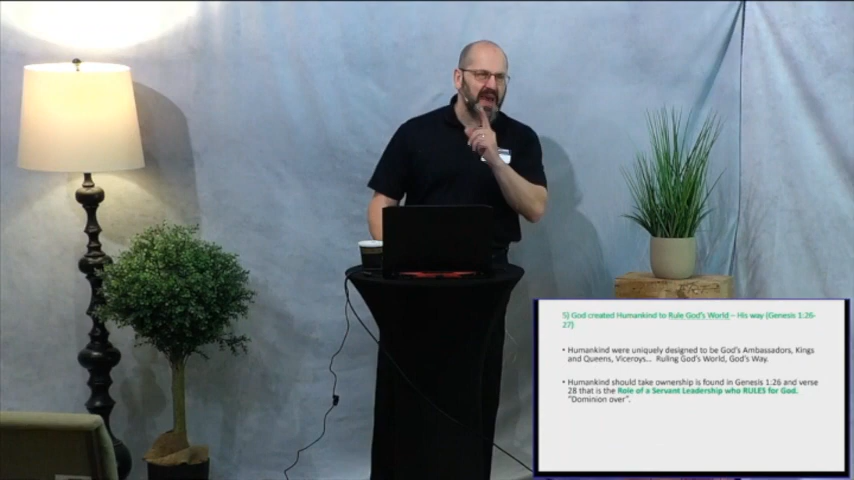 5) God created Humankind to Rule God's World – His way (Genesis 1:26-
27)
• Humankind were uniquely designed to be God's Ambassadors, Kings
and Queens, Viceroys... Ruling God's World, God's Way.
• Humankind should take ownership is found in Genesis 1:26 and verse
28 that is the Role of a Servant Leadership who RULES for God.
"Dominion over".